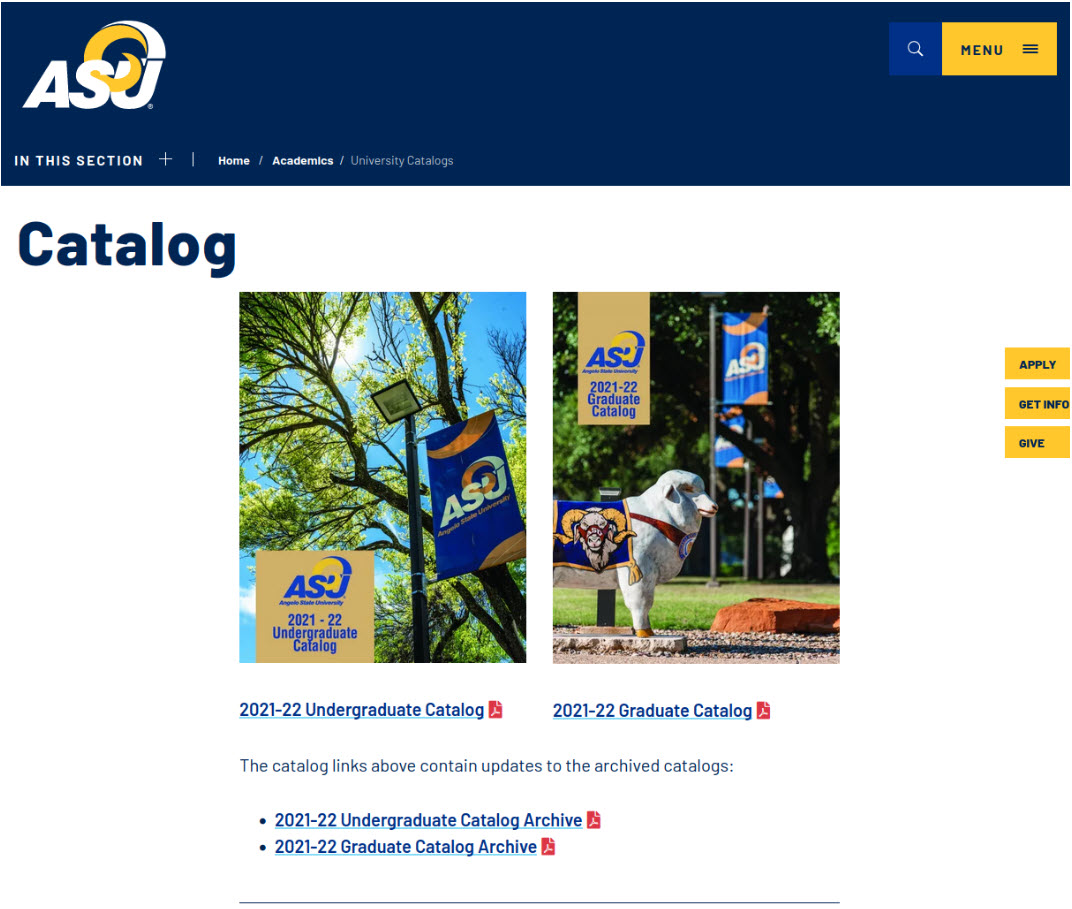 ASU
MENU
IN THIS SECTION + | Home / Academics / University Catalogs
Catalog
ASU
Angelo State University
ASU
Angelo State University
2021 - 22
Undergraduate
Catalog
ASU
Angelo State University
2021-22
Graduate
Catalog
ASU
APPLY
GET INFO
GIVE
2021-22 Undergraduate Catalog
2021-22 Graduate Catalog
The catalog links above contain updates to the archived catalogs:
• 2021-22 Undergraduate Catalog Archive
• 2021-22 Graduate Catalog Archive